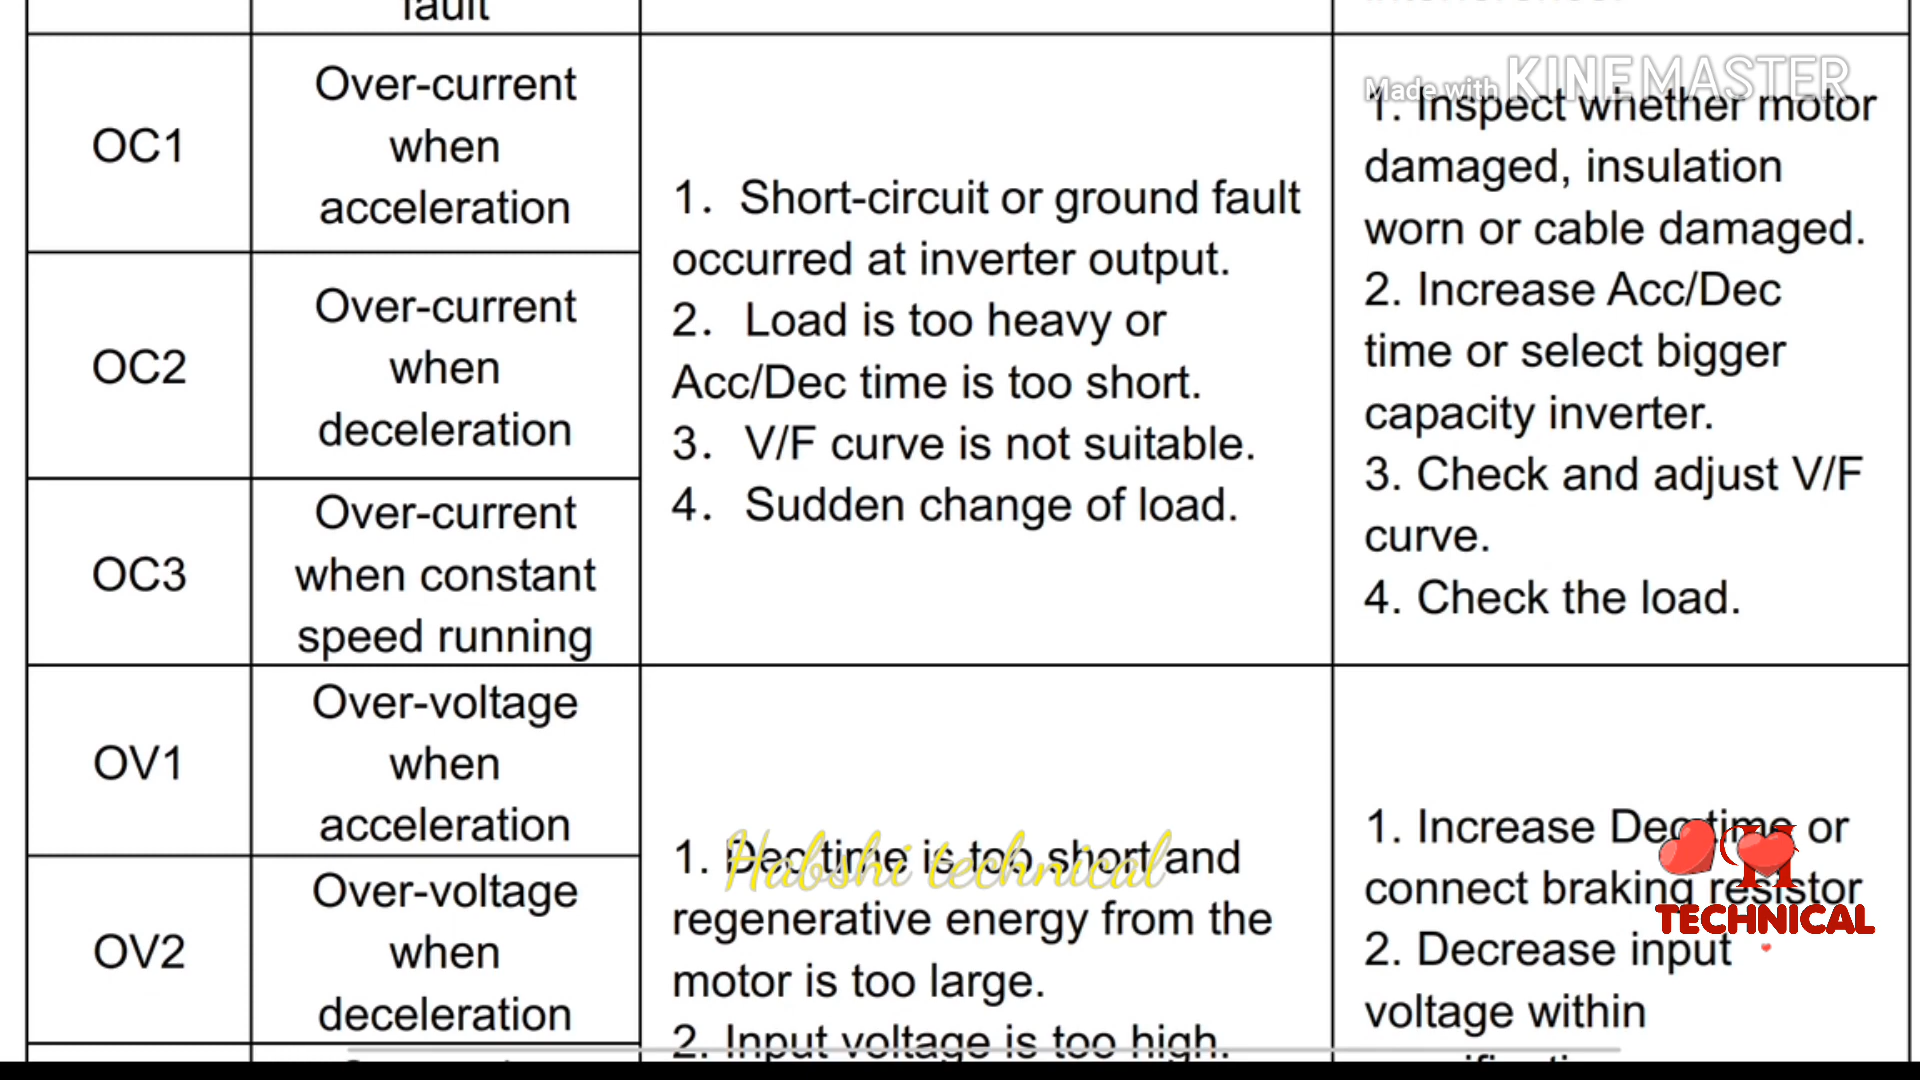 fault
Made with KINEMASTER
OC1
Over-current
when
acceleration
OC2
Over-current
when
deceleration
OC3
Over-current
when constant
speed running
1. Short-circuit or ground fault
occurred at inverter output.
2. Load is too heavy or
Acc/Dec time is too short.
3. V/F curve is not suitable.
4. Sudden change of load.
1. Inspect whether motor
damaged, insulation
worn or cable damaged.
2. Increase Acc/Dec
time or select bigger
capacity inverter.
3. Check and adjust V/F
curve.
4. Check the load.
OV1
Over-voltage
when
acceleration
OV2
Over-voltage
when
deceleration
1. Dec time is too short and
regenerative energy from the
motor is too large.
2. Input voltage is too high.
Habshi technical
1. Increase Dec time or
connect braking resistor
2. Decrease input
voltage within
H
TECHNICAL